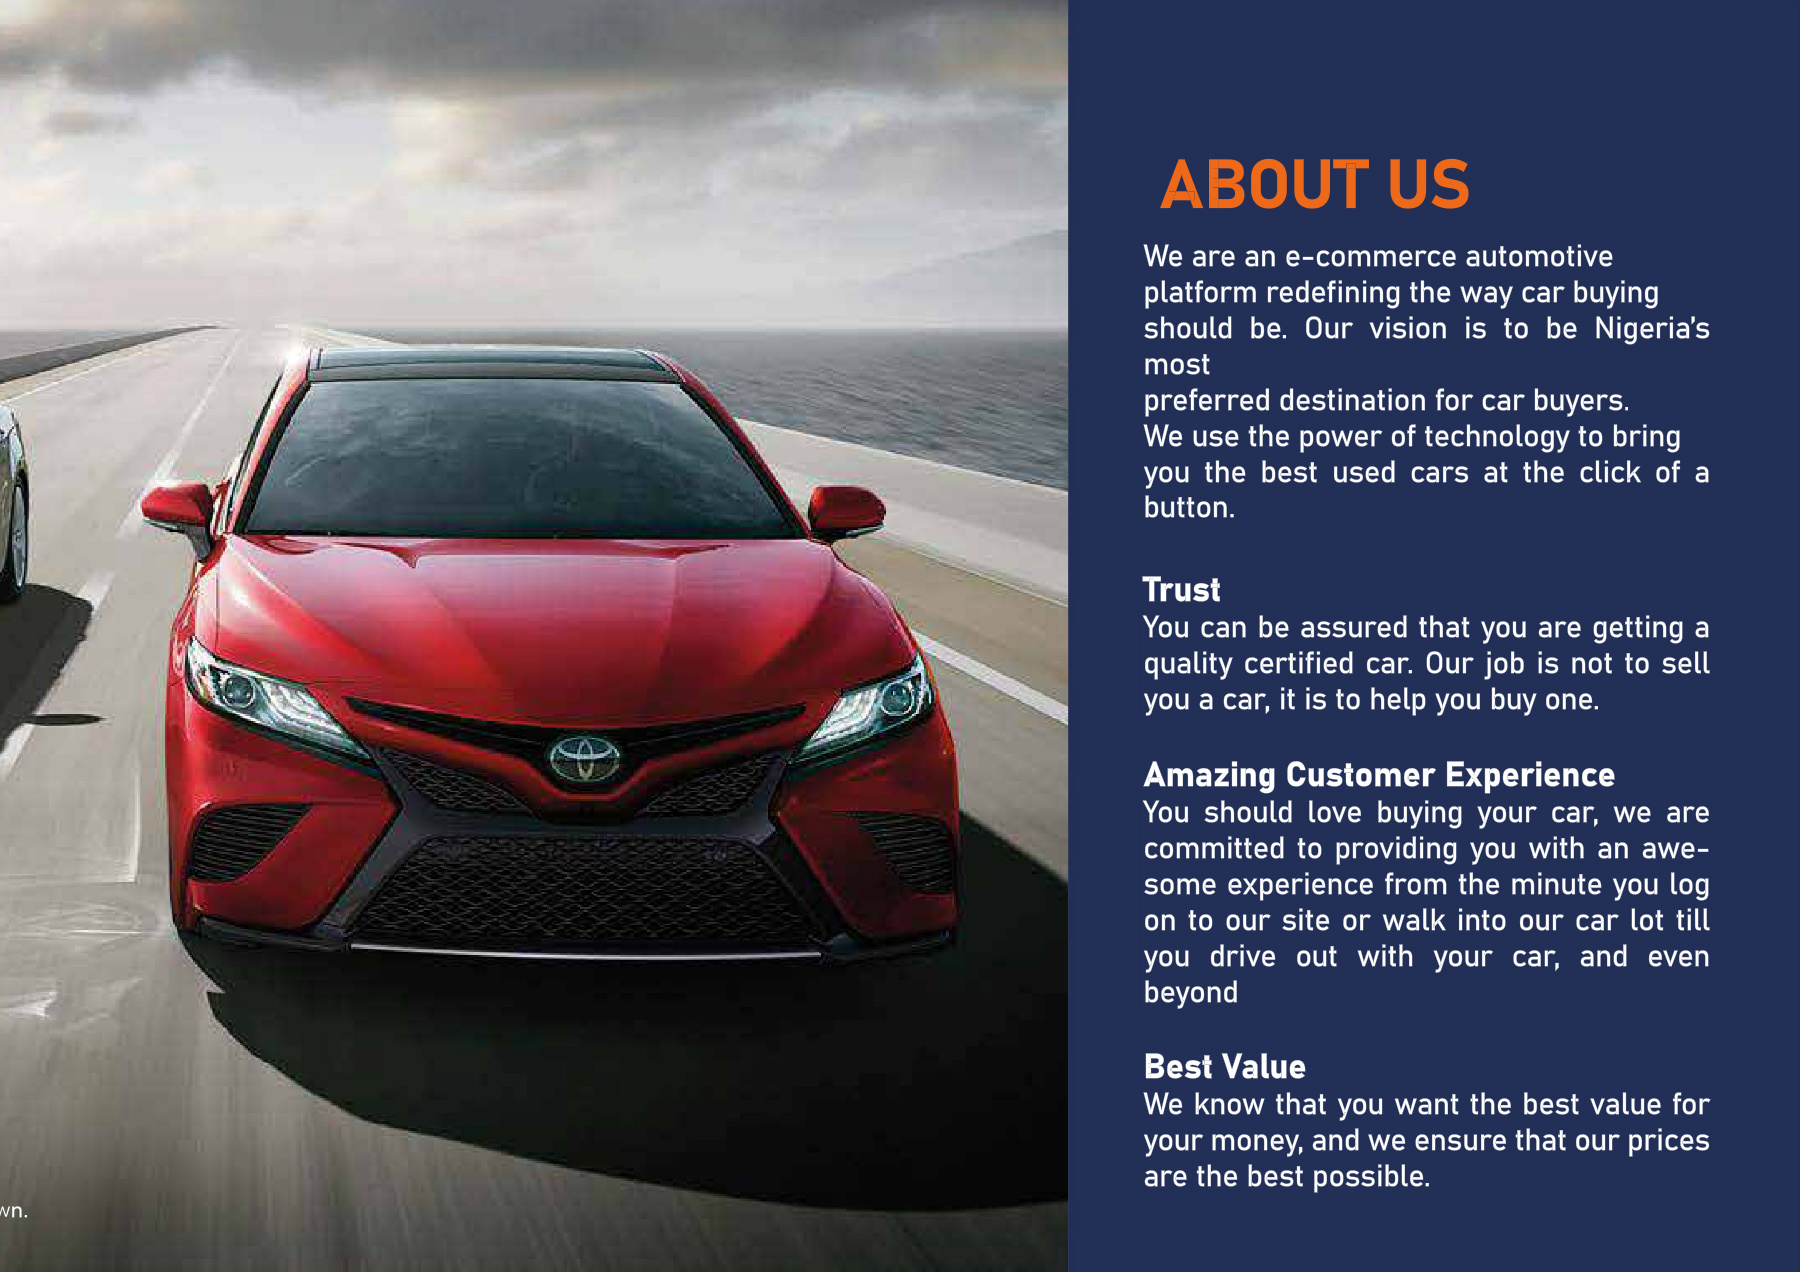 ABOUT US
We are an e-commerce automotive
platform redefining the way car buying
should be. Our vision is to be Nigeria's
most
preferred destination for car buyers.
We use the power of technology to bring
you the best used cars at the click of a
button.
Trust
You can be assured that you are getting a
quality certified car. Our job is not to sell
you a car, it is to help you buy one.
Amazing Customer Experience
You should love buying your car, we are
committed to providing you with an awe-
some experience from the minute you log
on to our site or walk into our car lot till
you drive out with your car, and even
beyond
Best Value
We know that you want the best value for
your money, and we ensure that our prices
are the best possible.
wn.